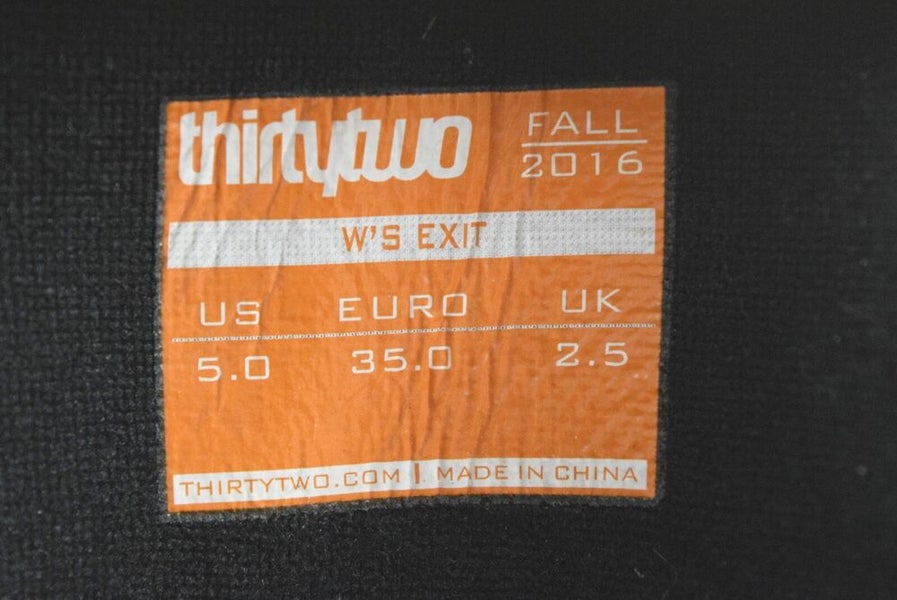 thirtytwo
FALL
2016
W'S EXIT
US EURO UK
5.0 35.0 2.5
THIRTYTWO.COM | MADE IN CHINA